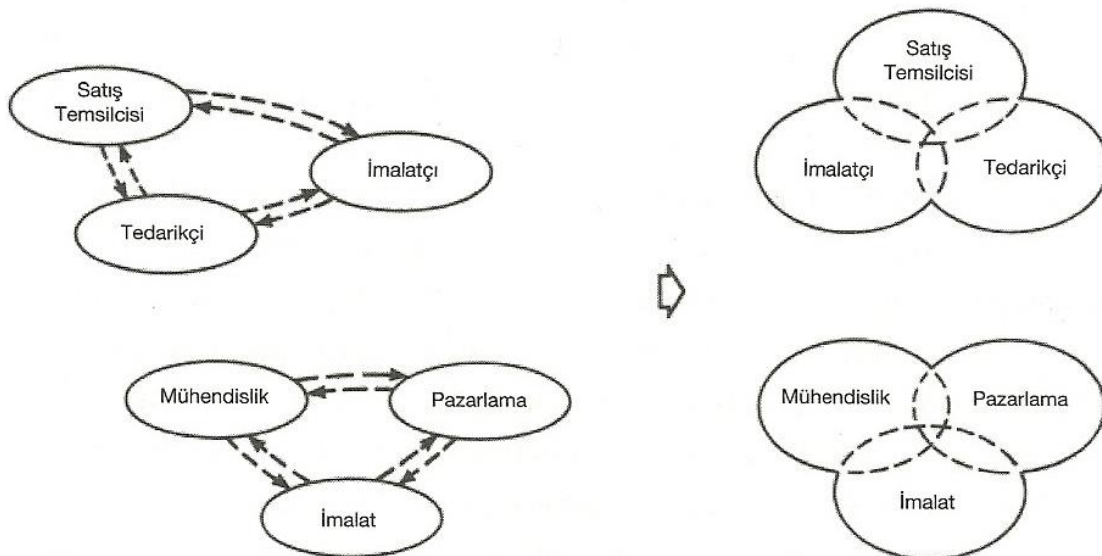 Satış
Temsilcisi
İmalatçı
Tedarikçi
Satış
Temsilcisi
İmalatçı
Tedarikçi
Mühendislik
Pazarlama
İmalat
Mühendislik
Pazarlama
İmalat